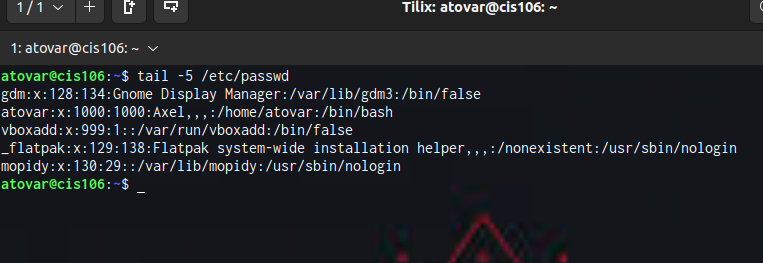 1 / 1
Tilix: atovar@cis106: ~
1: atovar@cis106: ~
atovar@cis106:~$ tail -5 /etc/passwd
gdm:x:128:134:Gnome Display Manager:/var/lib/gdm3:/bin/false
atovar:x:1000:1000:Axel,,,:/home/atovar:/bin/bash
vboxadd:x:999:1::/var/run/vboxadd:/bin/false
_flatpak:x:129:138:Flatpak system-wide installation helper,,,:/nonexistent:/usr/sbin/nologin
mopidy:x:130:29::/var/lib/mopidy:/usr/sbin/nologin
atovar@cis106:~$ _